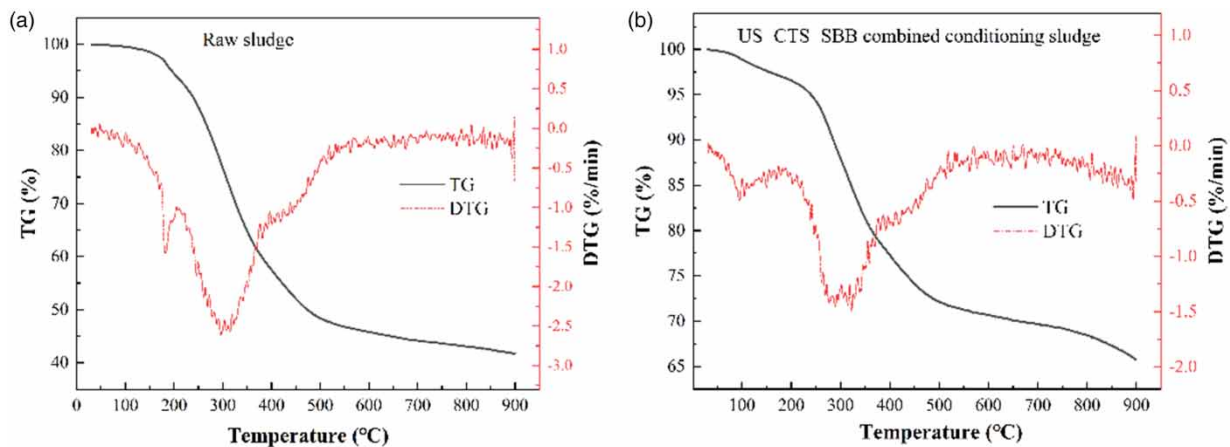 (a)
Raw sludge
TG (%)
100
90
80
70
60
50
40
TG
DTG
1.0
0.5
0.0
-0.5
-1.0
-1.5
-2.0
-2.5
-3.0
DTG (%/min)
0 100 200 300 400 500 600 700 800 900
Temperature (°C)
(b)
US CTS SBB combined conditioning sludge
TG (%)
100
95
90
85
80
75
70
65
TG
DTG
1.0
0.5
0.0
-0.5
-1.0
-1.5
-2.0
DTG (%/min)
100 200 300 400 500 600 700 800 900
Temperature (°C)